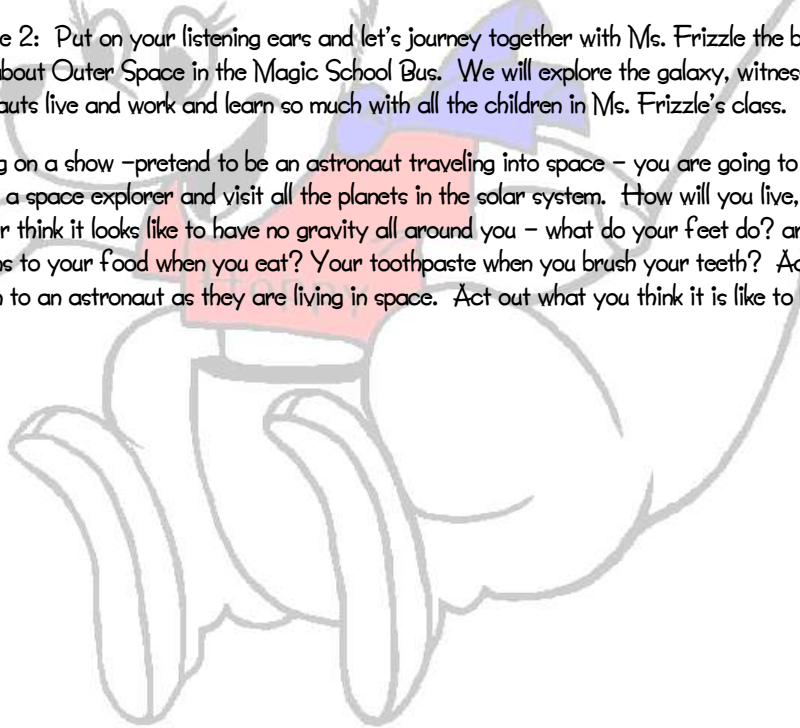 e 2: Put on your listening ears and let's journey together with Ms. Frizzle the b
bout Outer Space in the Magic School Bus. We will explore the galaxy, witnes
auts live and work and learn so much with all the children in Ms. Frizzle's class.
g on a show –pretend to be an astronaut traveling into space – you are going to
a space explorer and visit all the planets in the solar system. How will you live,
r think it looks like to have no gravity all around you – what do your feet do? ar
s to your food when you eat? Your toothpaste when you brush your teeth? Ac
n to an astronaut as they are living in space. Act out what you think it is like to